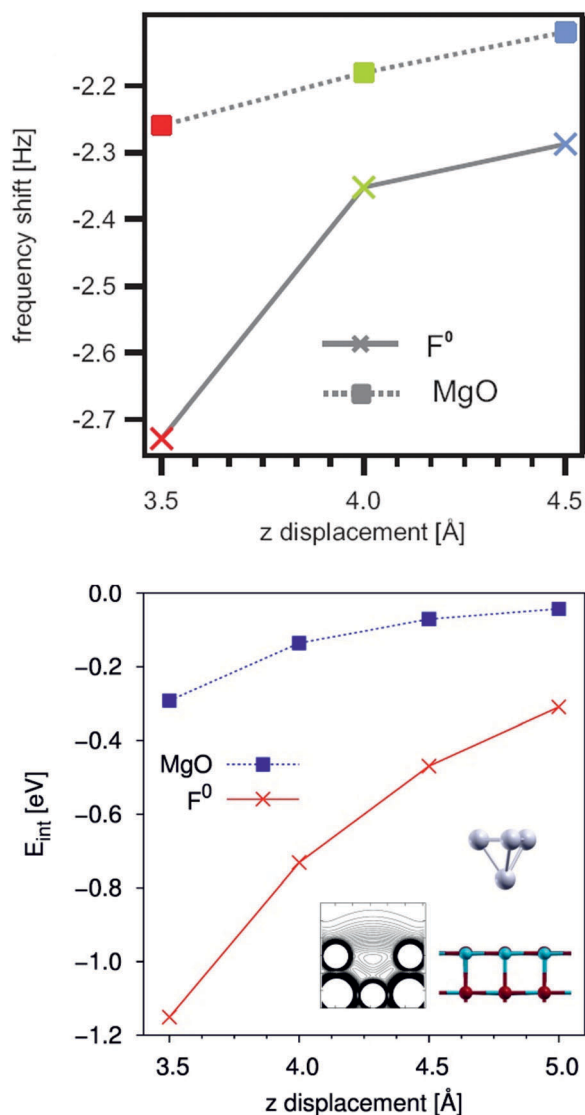 -2.2
-2.3
-2.4
-2.5
-2.6
-2.7
frequency shift [Hz]
F⁰
MgO
3.5 4.0 4.5
z displacement [Å]
0.0
−0.2
−0.4
−0.6
−0.8
−1.0
−1.2
E_int [eV]
MgO
F⁰
3.5 4.0 4.5 5.0
z displacement [Å]